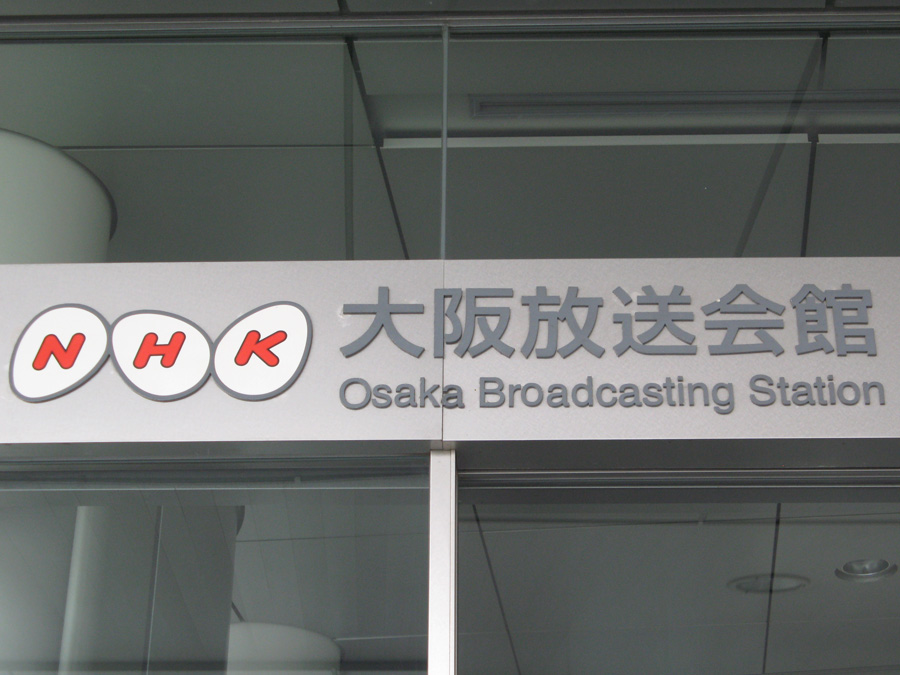 NHK 大阪放送会館
Osaka Broadcasting Station